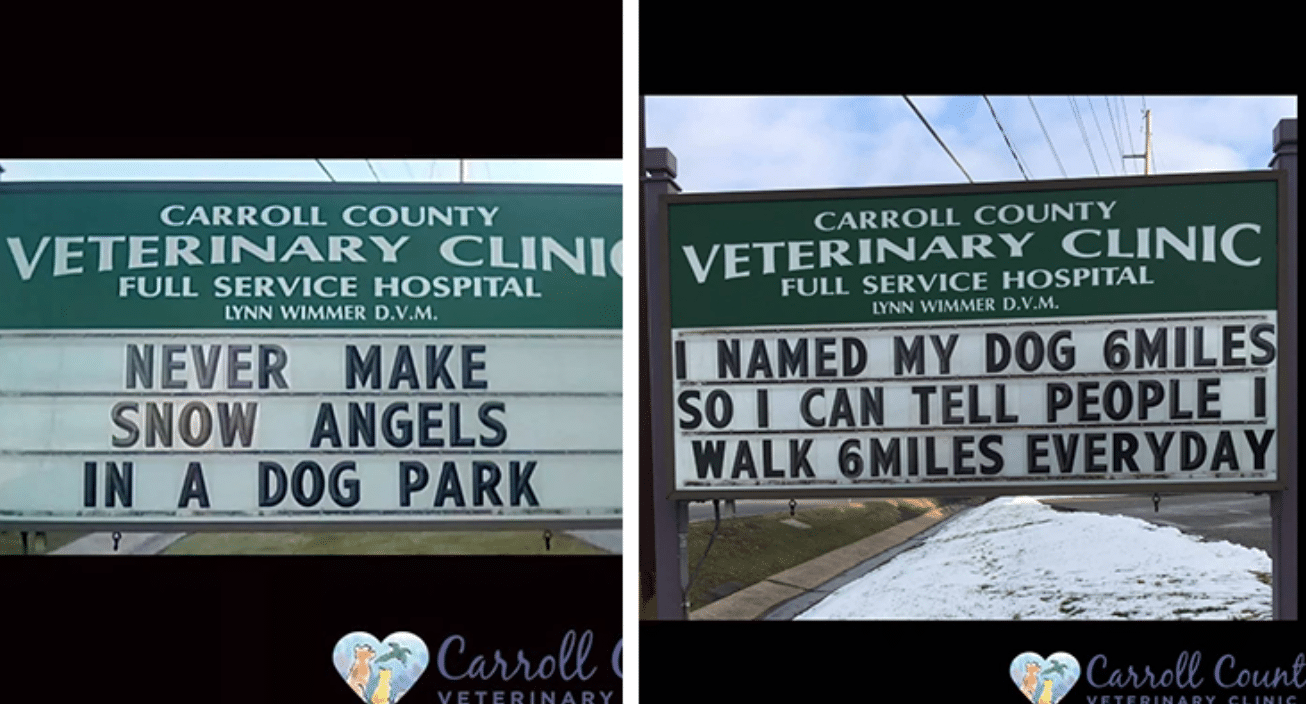 CARROLL COUNTY
VETERINARY CLINIC
FULL SERVICE HOSPITAL
LYNN WIMMER D.V.M.
NEVER MAKE
SNOW ANGELS
IN A DOG PARK
Carroll C
VETERINARY
CARROLL COUNTY
VETERINARY CLINIC
FULL SERVICE HOSPITAL
LYNN WIMMER D.V.M.
I NAMED MY DOG 6MILES
SO I CAN TELL PEOPLE I
WALK 6MILES EVERYDAY
Carroll Count
VETERINARY CLINIC